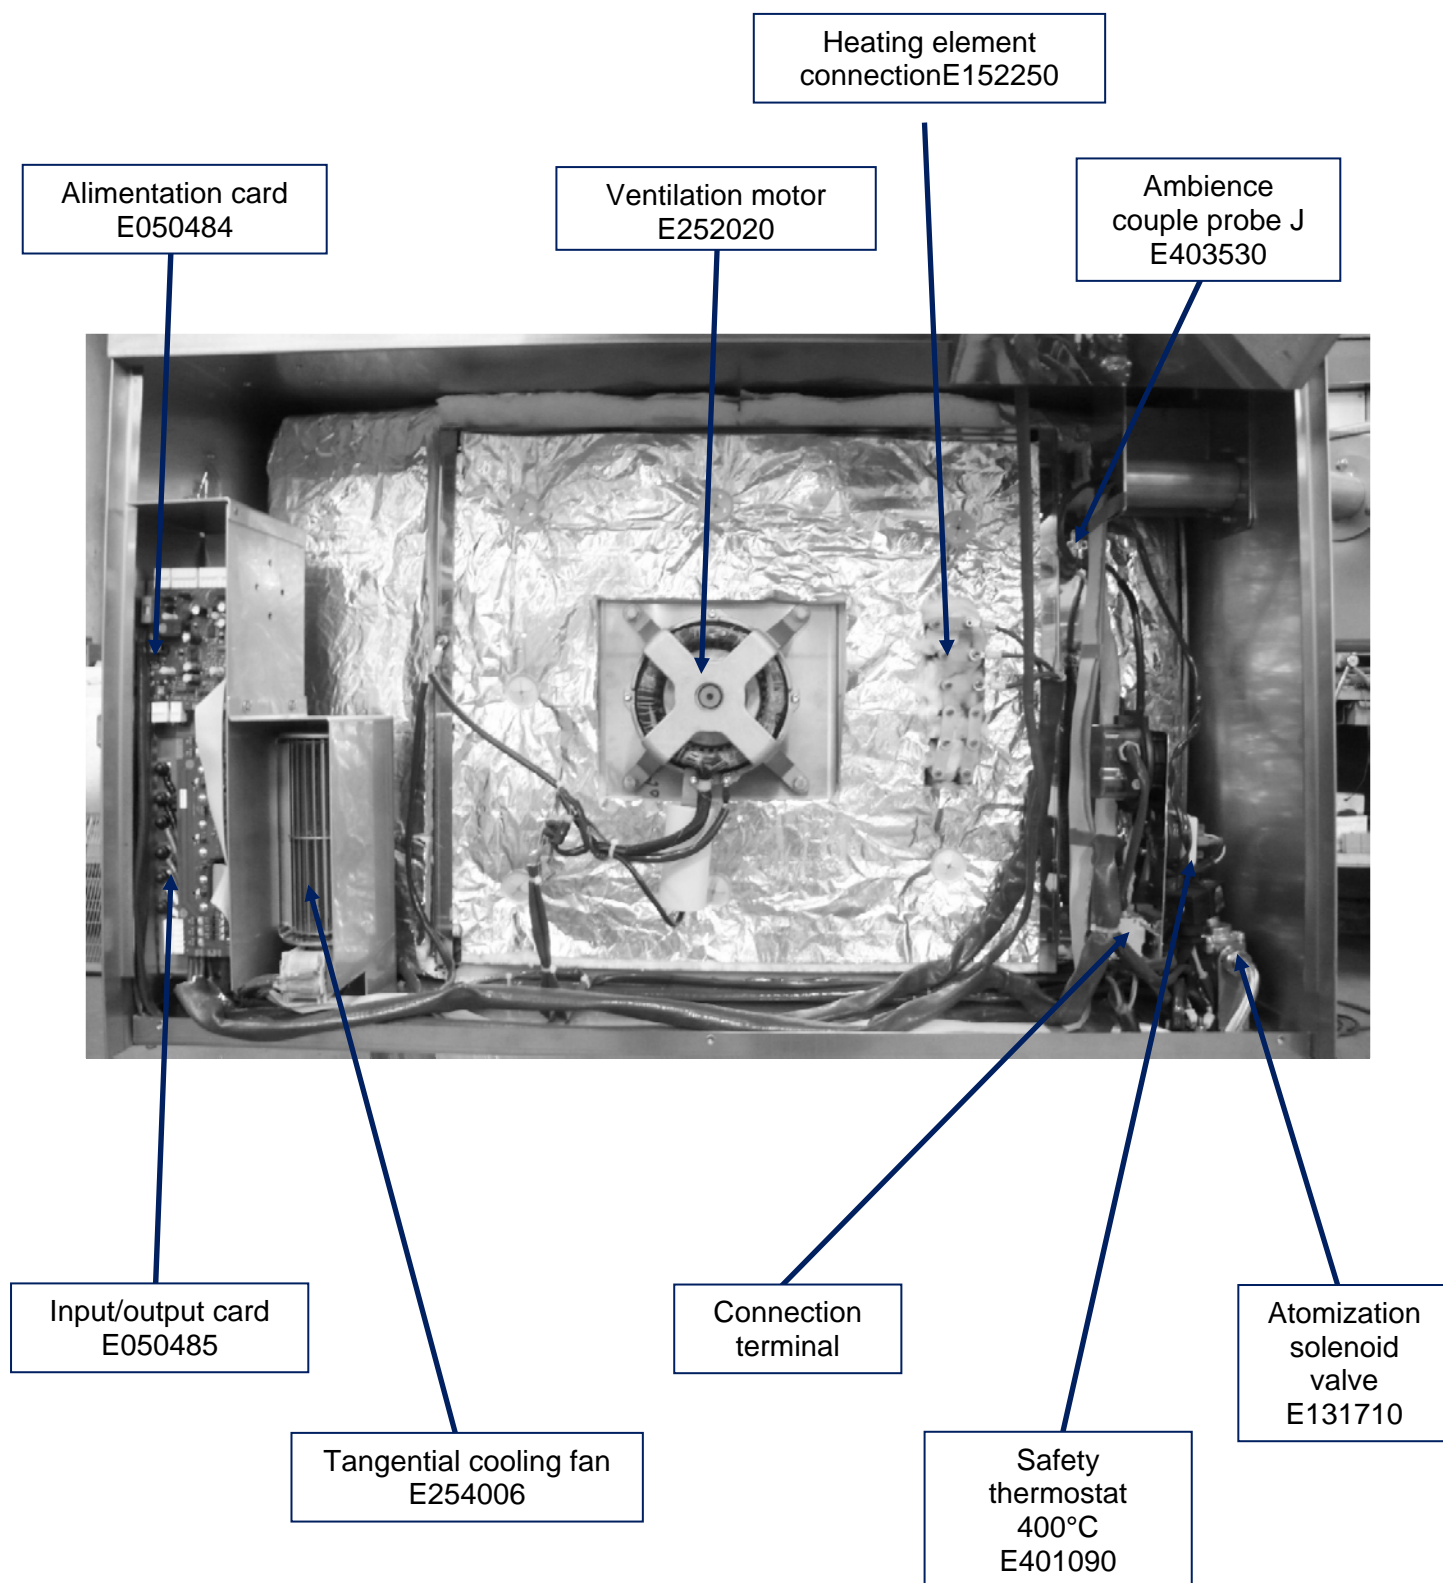 Heating element
connectionE152250
Alimentation card
E050484
Ventilation motor
E252020
Ambience
couple probe J
E403530
Input/output card
E050485
Connection
terminal
Atomization
solenoid
valve
E131710
Tangential cooling fan
E254006
Safety
thermostat
400°C
E401090